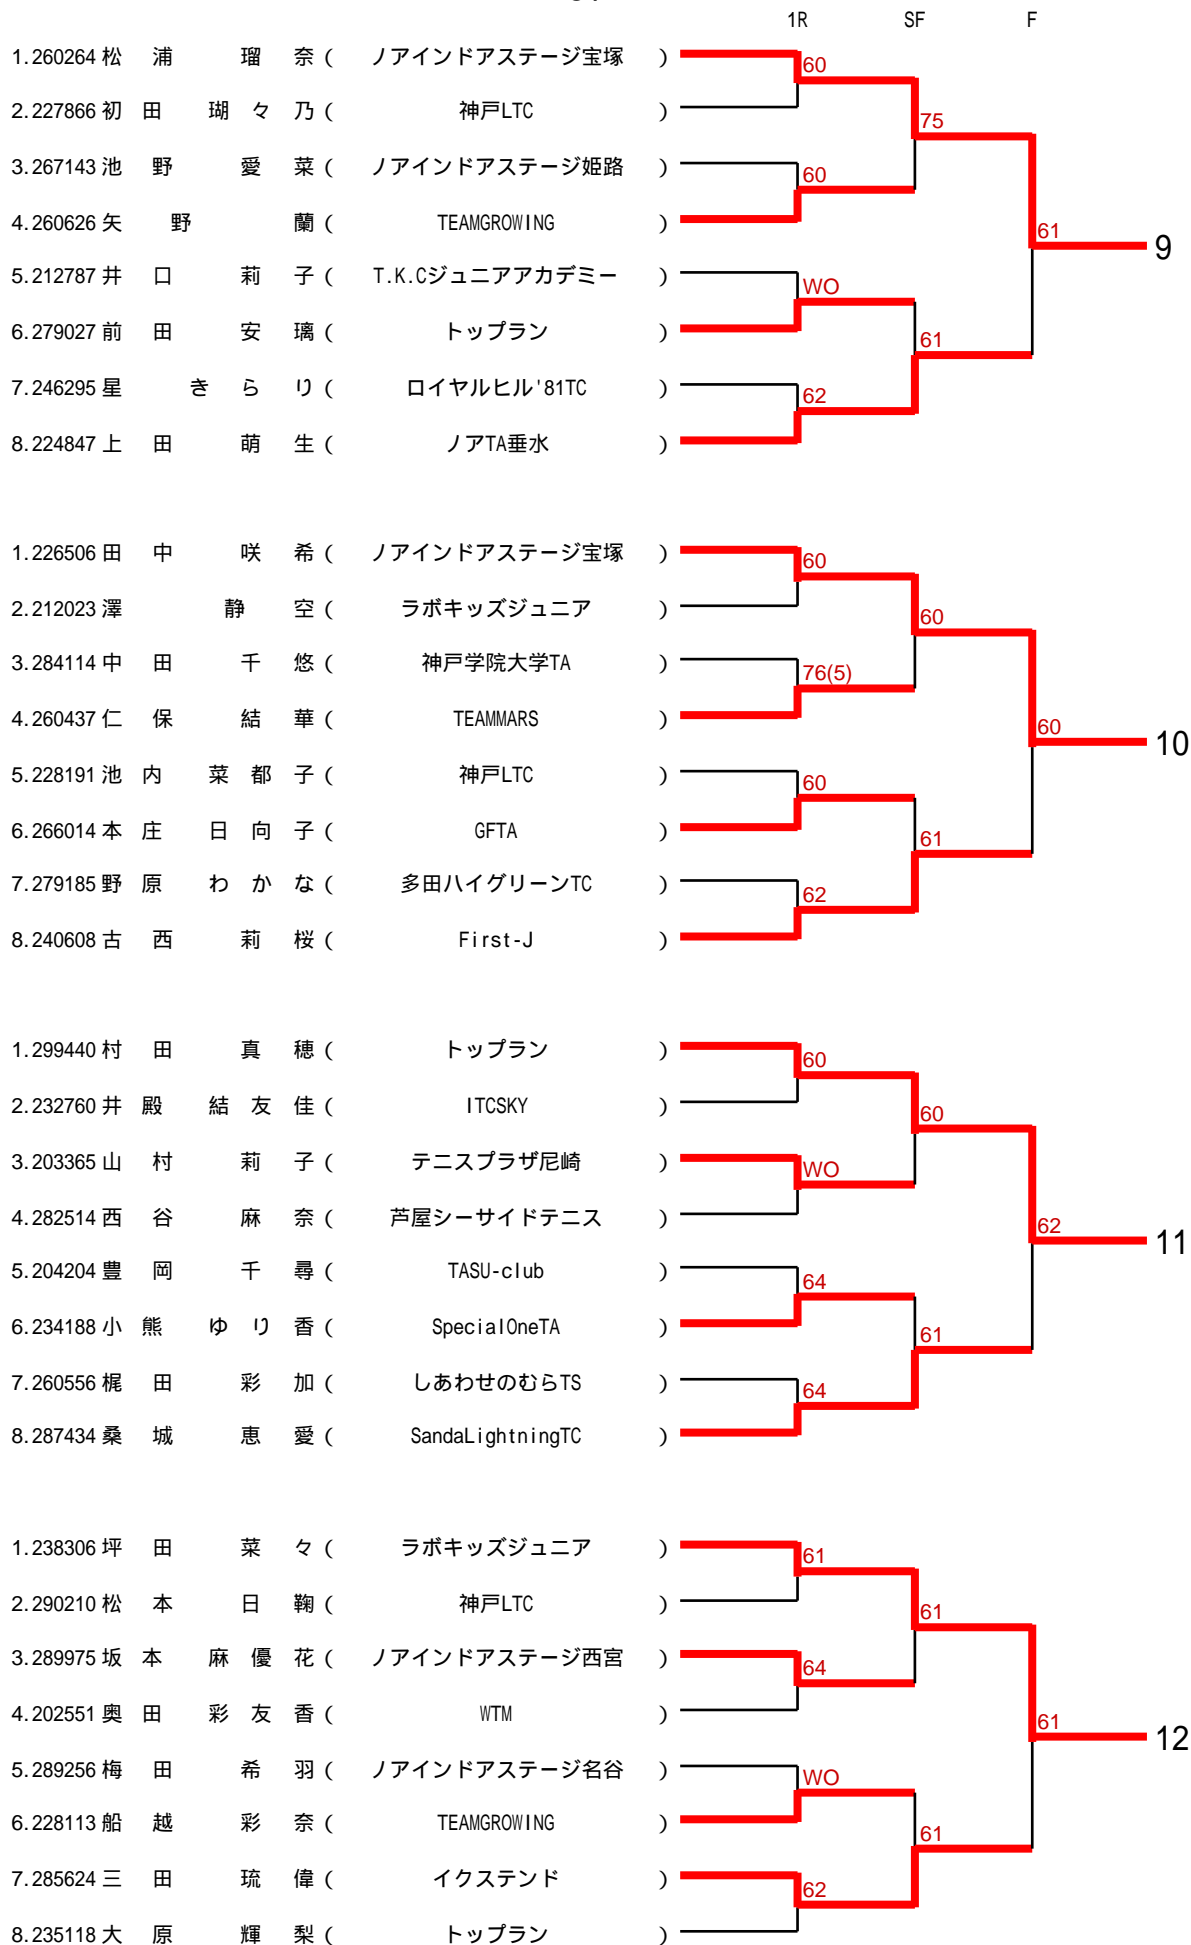 1R SF F
1.260264 松 浦 瑠 奈 ( ノアインドアステージ宝塚 )
60
2.227866 初 田 瑚 々 乃 ( 神戸LTC )
75
3.267143 池 野 愛 菜 ( ノアインドアステージ姫路 )
60
4.260626 矢 野 蘭 ( TEAMGROWING )
61
9
5.212787 井 口 莉 子 ( T.K.Cジュニアアカデミー )
WO
6.279027 前 田 安 璃 ( トップラン )
61
7.246295 星 き ら り ( ロイヤルヒル'81TC )
62
8.224847 上 田 萌 生 ( ノアTA垂水 )
1.226506 田 中 咲 希 ( ノアインドアステージ宝塚 )
60
2.212023 澤 静 空 ( ラボキッズジュニア )
60
3.284114 中 田 千 悠 ( 神戸学院大学TA )
76(5)
4.260437 仁 保 結 華 ( TEAMMARS )
60
10
5.228191 池 内 菜 都 子 ( 神戸LTC )
60
6.266014 本 庄 日 向 子 ( GFTA )
61
7.279185 野 原 わ か な ( 多田ハイグリーンTC )
62
8.240608 古 西 莉 桜 ( First-J )
1.299440 村 田 真 穂 ( トップラン )
60
2.232760 井 殿 結 友 佳 ( ITCSKY )
60
3.203365 山 村 莉 子 ( テニスプラザ尼崎 )
WO
4.282514 西 谷 麻 奈 ( 芦屋シーサイドテニス )
62
11
5.204204 豊 岡 千 尋 ( TASU-club )
64
6.234188 小 熊 ゆ り 香 ( SpecialOneTA )
61
7.260556 梶 田 彩 加 ( しあわせのむらTS )
64
8.287434 桑 城 恵 愛 ( SandaLightningTC )
1.238306 坪 田 菜 々 ( ラボキッズジュニア )
61
2.290210 松 本 日 鞠 ( 神戸LTC )
61
3.289975 坂 本 麻 優 花 ( ノアインドアステージ西宮 )
64
4.202551 奥 田 彩 友 香 ( WTM )
61
12
5.289256 梅 田 希 羽 ( ノアインドアステージ名谷 )
WO
6.228113 船 越 彩 奈 ( TEAMGROWING )
61
7.285624 三 田 琉 偉 ( イクステンド )
62
8.235118 大 原 輝 梨 ( トップラン )